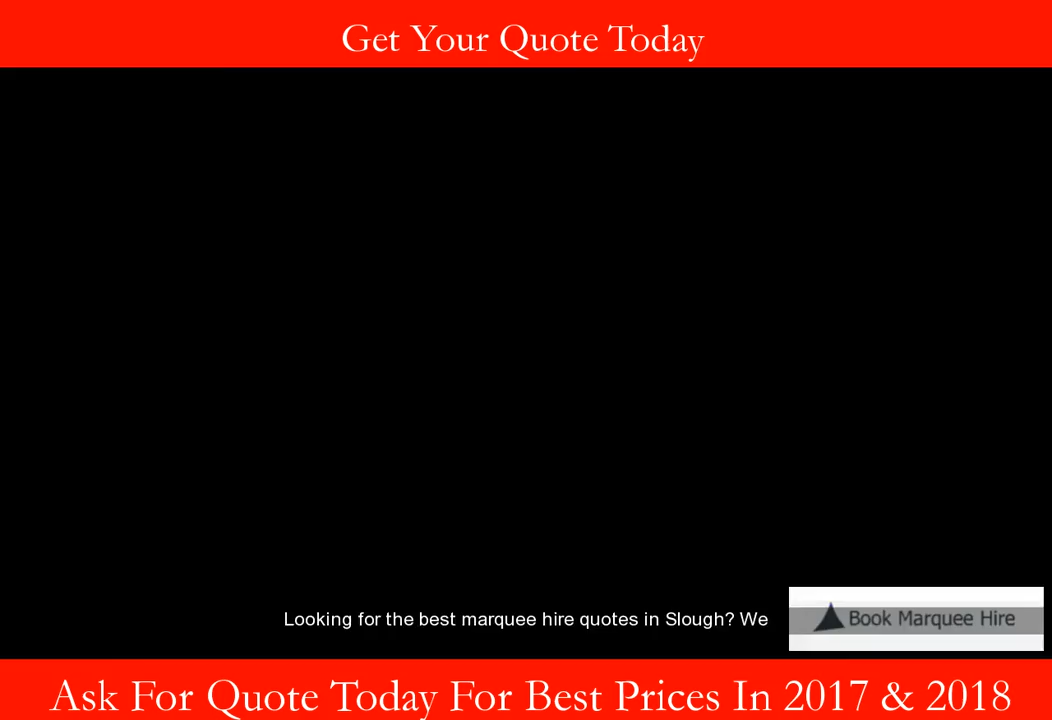 Get Your Quote Today
Looking for the best marquee hire quotes in Slough? We
Book Marquee Hire
Ask For Quote Today For Best Prices In 2017 & 2018